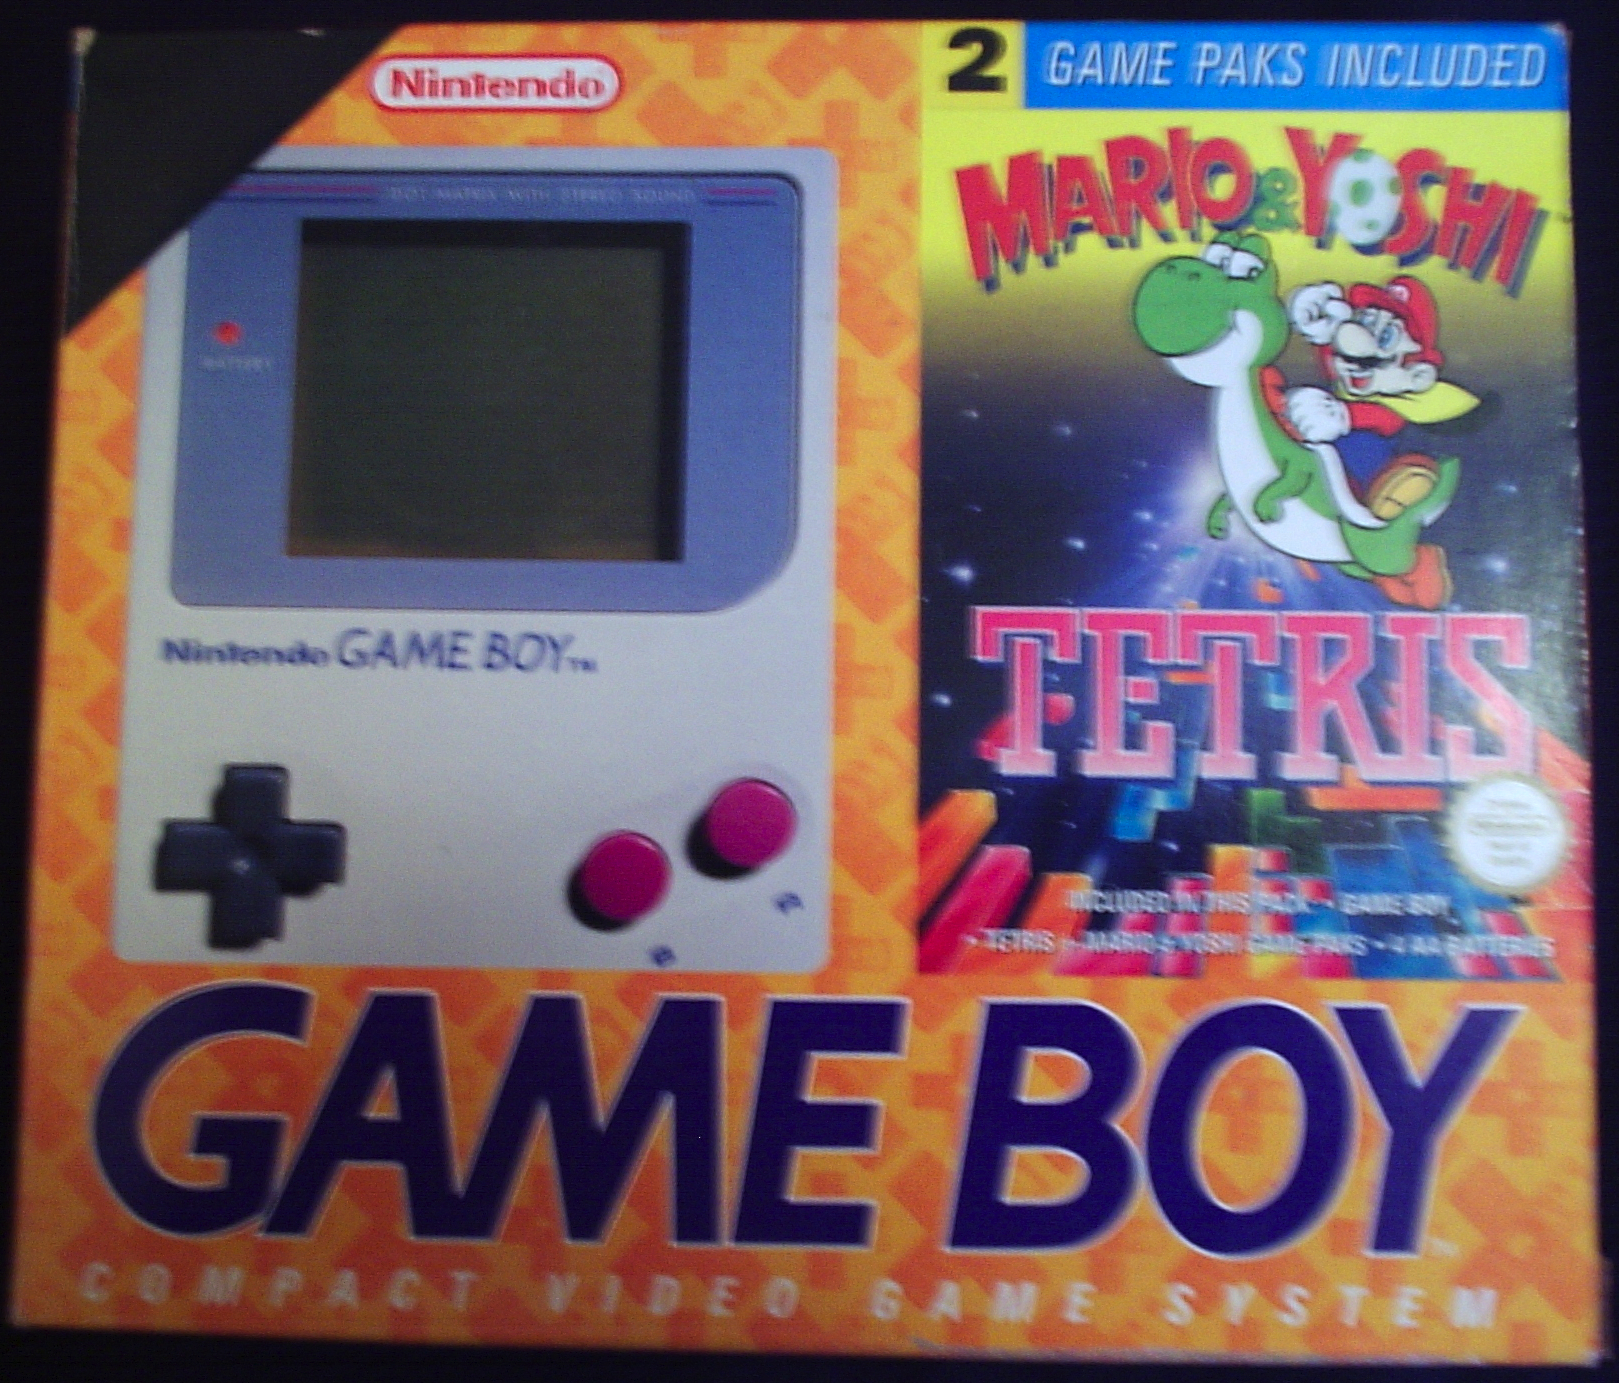 Nintendo
2 GAME PAKS INCLUDED
DOT MATRIX WITH STEREO SOUND
BATTERY
Nintendo GAME BOY™
B
A
MARIO & YOSHI
TETRIS
INCLUDED IN THIS PACK • GAME BOY
• TETRIS • MARIO & YOSHI GAME PAKS • 4 AA BATTERIES
GAME BOY™
COMPACT VIDEO GAME SYSTEM